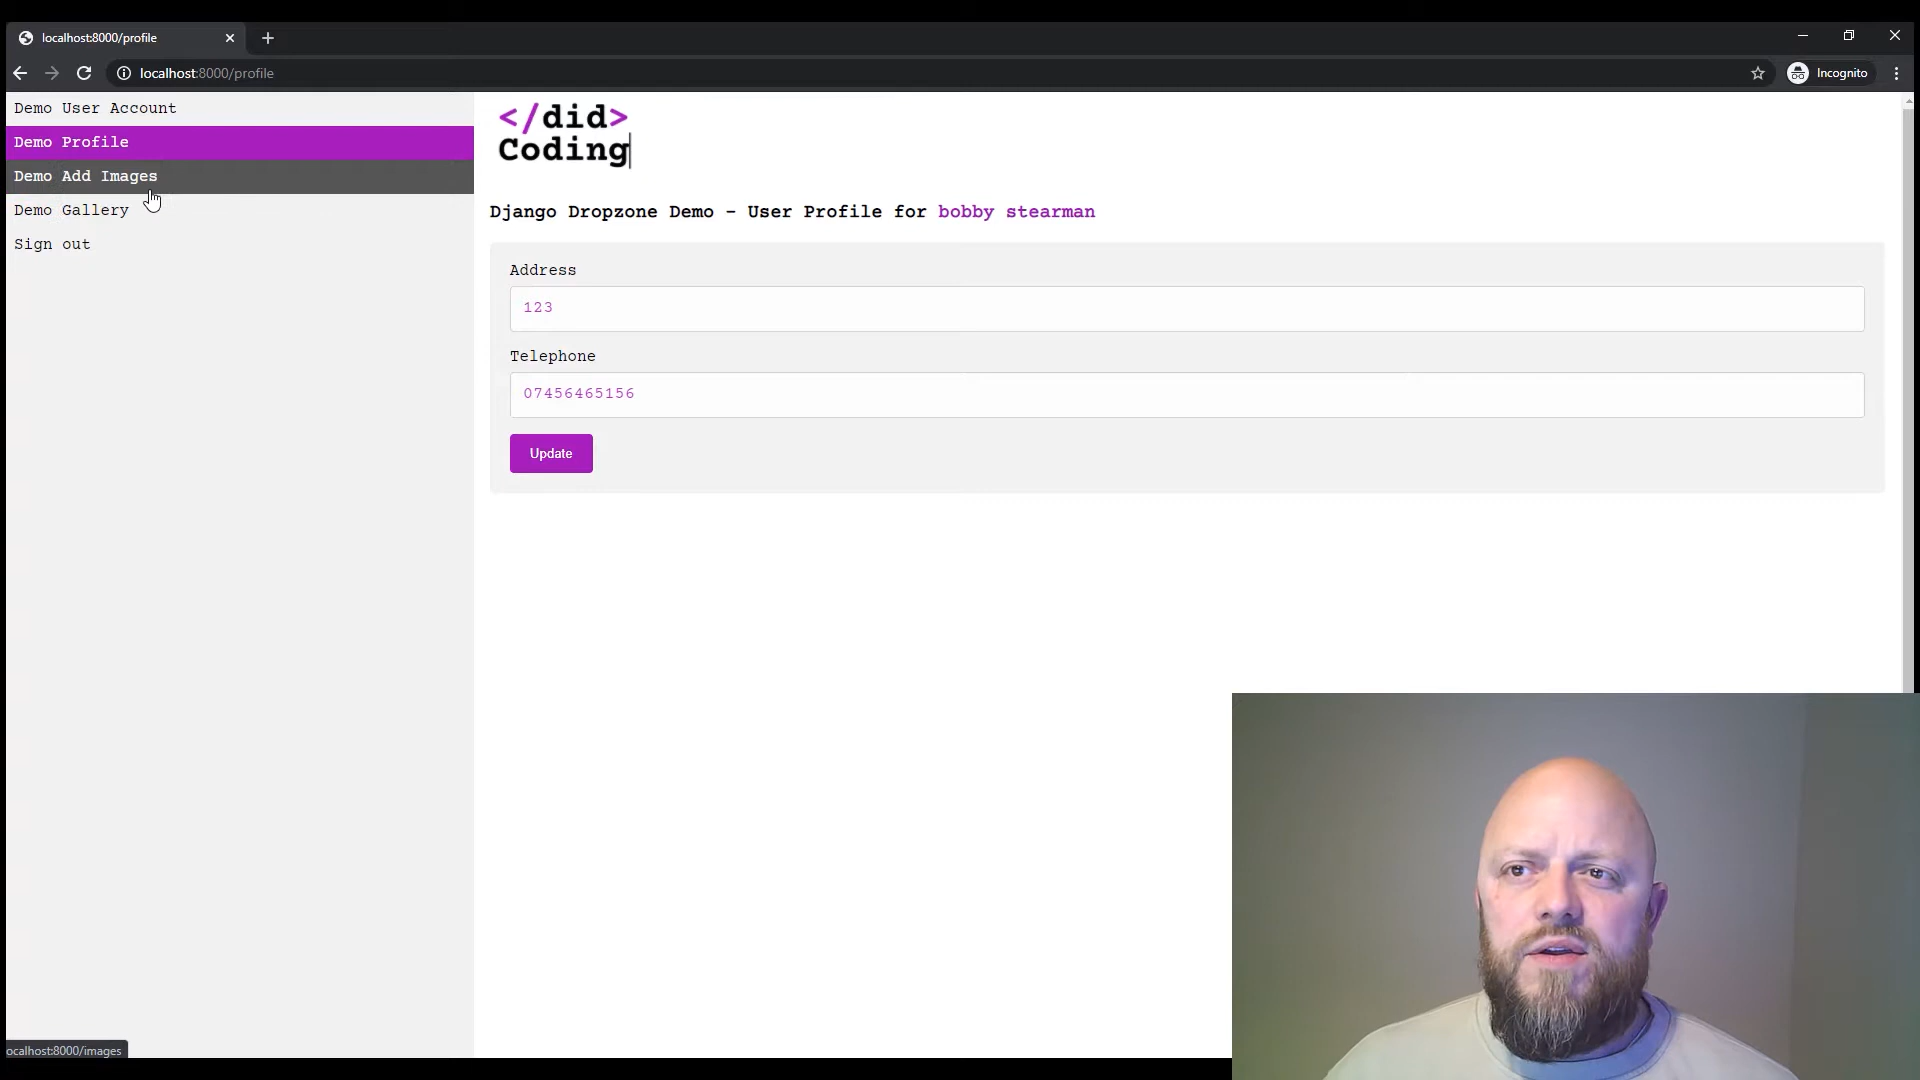 localhost:8000/profile
localhost:8000/profile
Incognito
Demo User Account
Demo Profile
Demo Add Images
Demo Gallery
Sign out
</did>
Coding
Django Dropzone Demo - User Profile for bobby stearman
Address
123
Telephone
07456465156
Update
ocalhost:8000/images